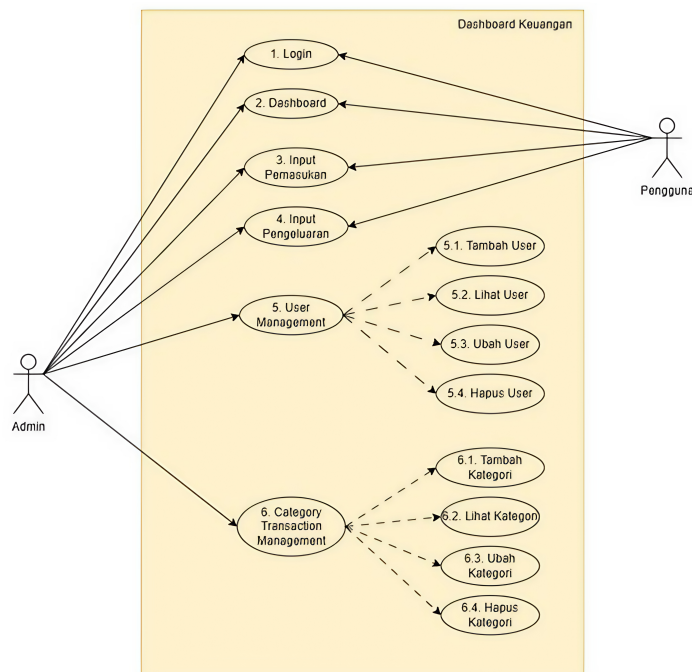 Dashboard Keuangan
1. Login
2. Dashboard
3. Input
Pemasukan
4. Input
Pengeluaran
Pengguna
5. User
Management
5.1. Tambah User
5.2. Lihat User
5.3. Ubah User
5.4. Hapus User
Admin
6. Category
Transaction
Management
6.1. Tambah
Kategori
6.2. Lihat Kategori
6.3. Ubah
Kategori
6.4. Hapus
Kategori